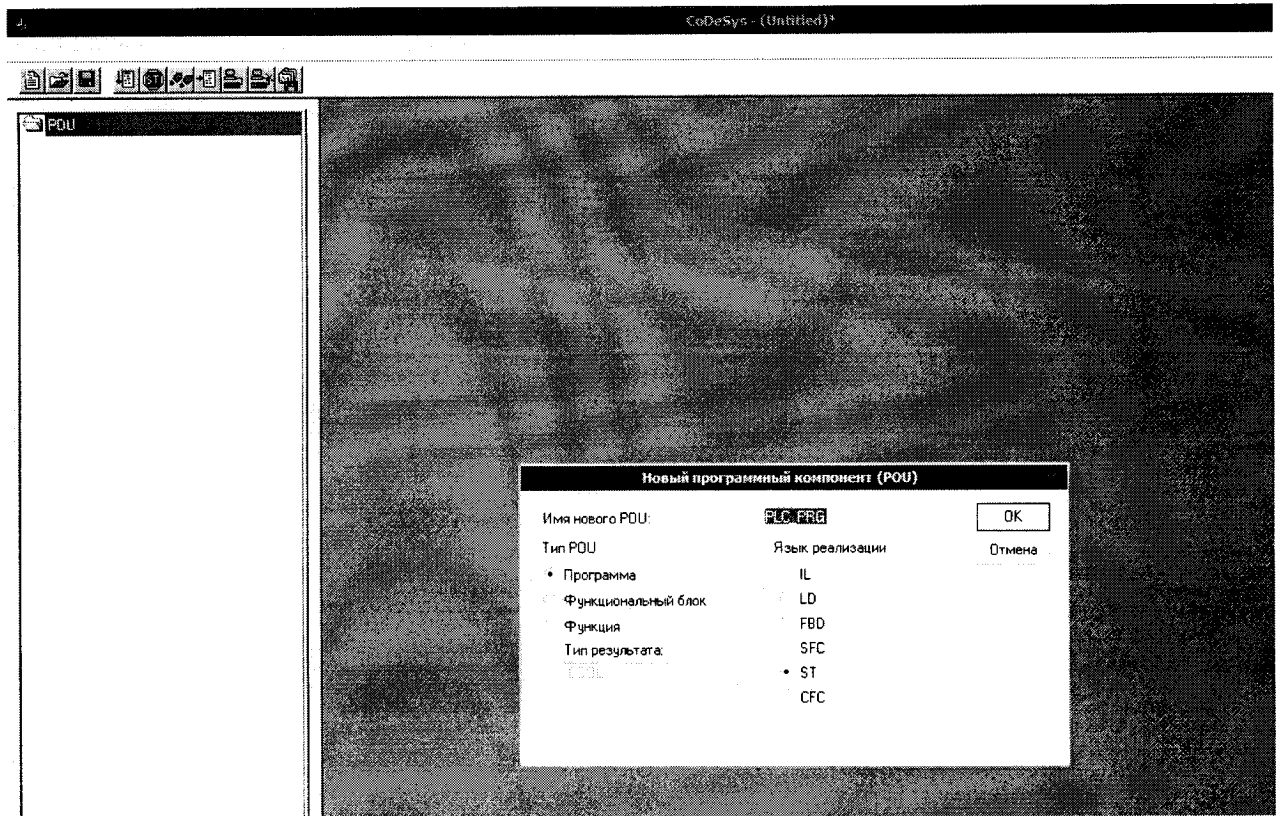 CoDeSys - (Untitled)*
POU
Новый программный компонент (POU)
Имя нового POU:
PLC_PRG
OK
Тип POU
Язык реализации
Отмена
Программа
IL
Функциональный блок
LD
Функция
FBD
Тип результата:
SFC
BOOL
ST
CFC